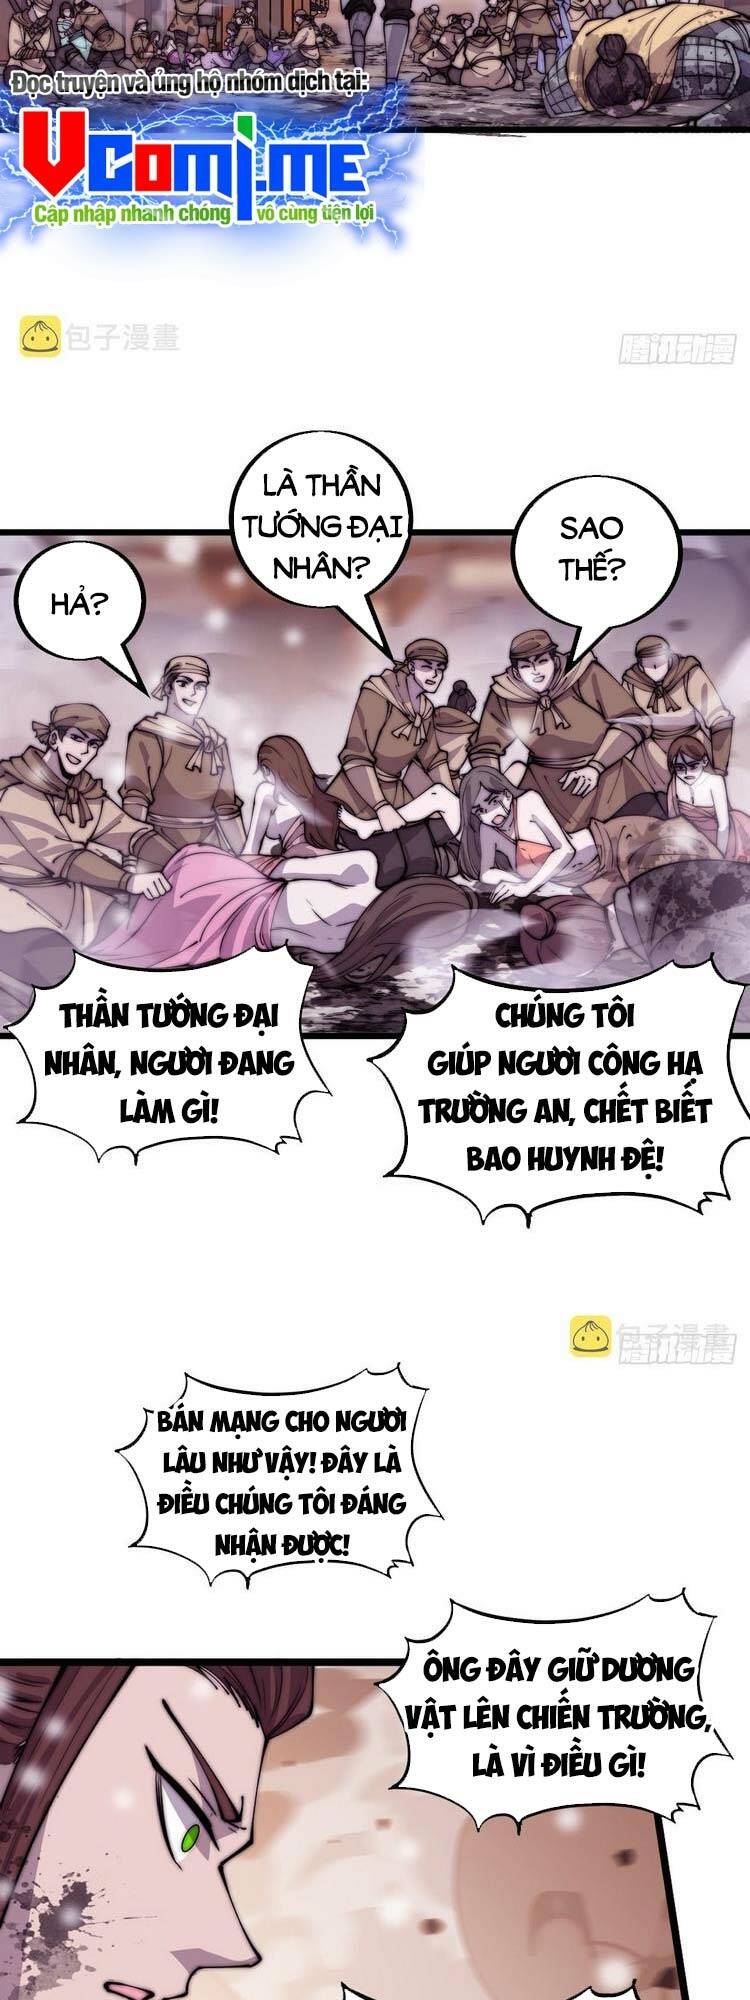 Đọc truyện và ủng hộ nhóm dịch tại:
VComi.me
Cập nhập nhanh chóng vô cùng tiện lợi
包子漫畫
腾讯动漫
LÀ THẦN
TƯỚNG ĐẠI
NHÂN?
SAO
THẾ?
HẢ?
THẦN TƯỚNG ĐẠI
NHÂN, NGƯỜI ĐANG
LÀM GÌ!
CHÚNG TÔI
GIÚP NGƯỜI CÔNG HẠ
TRƯỜNG AN, CHẾT BIẾT
BAO HUYNH ĐỆ!
包子漫畫
腾讯动漫
BÁN MẠNG CHO NGƯỜI
LÂU NHƯ VẬY! ĐÂY LÀ
ĐIỀU CHÚNG TÔI ĐÁNG
NHẬN ĐƯỢC!
ÔNG ĐÂY GIỮ DƯƠNG
VẬT LÊN CHIẾN TRƯỜNG,
LÀ VÌ ĐIỀU GÌ!